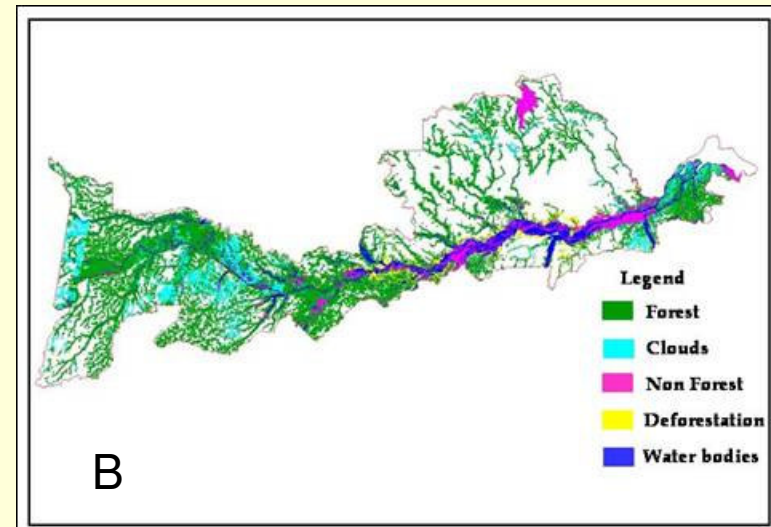 Legend
Forest
Clouds
Non Forest
Deforestation
Water bodies
B